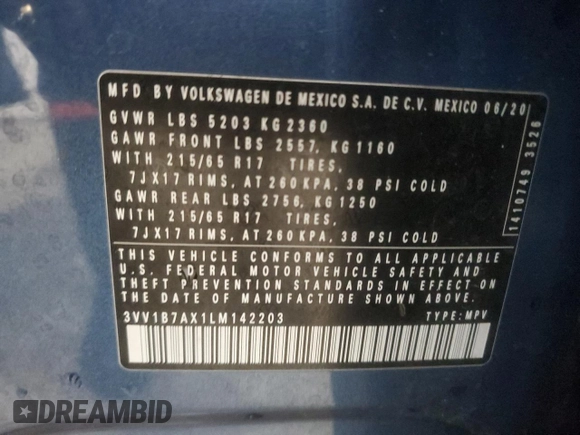 MFD BY VOLKSWAGEN DE MEXICO S.A. DE C.V. MEXICO 06/20
GVWR LBS 5203 KG 2360
GAWR FRONT LBS 2557, KG 1160
WITH 215/65 R17 TIRES,
7JX17 RIMS, AT 260 KPA, 38 PSI COLD
GAWR REAR LBS 2756, KG 1250
WITH 215/65 R17 TIRES,
7JX17 RIMS, AT 260 KPA, 38 PSI COLD
THIS VEHICLE CONFORMS TO ALL APPLICABLE
U.S. FEDERAL MOTOR VEHICLE SAFETY AND
THEFT PREVENTION STANDARDS IN EFFECT ON
THE DATE OF MANUFACTURE SHOWN ABOVE.
3VV1B7AX1LM142203 TYPE: MPV
1410749 3526
DREAMBID